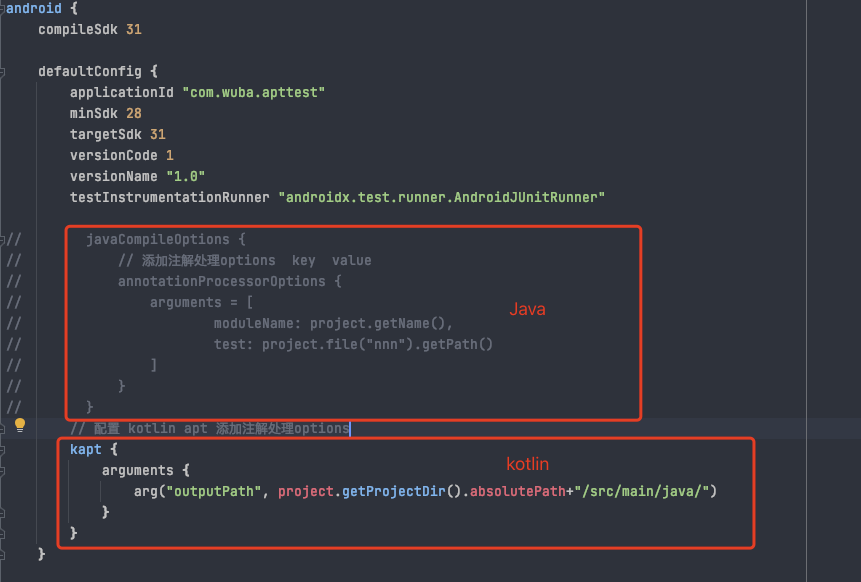 android {
    compileSdk 31
    defaultConfig {
        applicationId "com.wuba.apttest"
        minSdk 28
        targetSdk 31
        versionCode 1
        versionName "1.0"
        testInstrumentationRunner "androidx.test.runner.AndroidJUnitRunner"
//        javaCompileOptions {
//            // 添加注解处理options  key  value
//            annotationProcessorOptions {
//                arguments = [
Java
//                        moduleName: project.getName(),
//                        test: project.file("nnn").getPath()
//                ]
//            }
//        }
        // 配置 kotlin apt 添加注解处理options
        kapt {
kotlin
            arguments {
                arg("outputPath", project.getProjectDir().absolutePath+"/src/main/java/")
            }
        }
    }